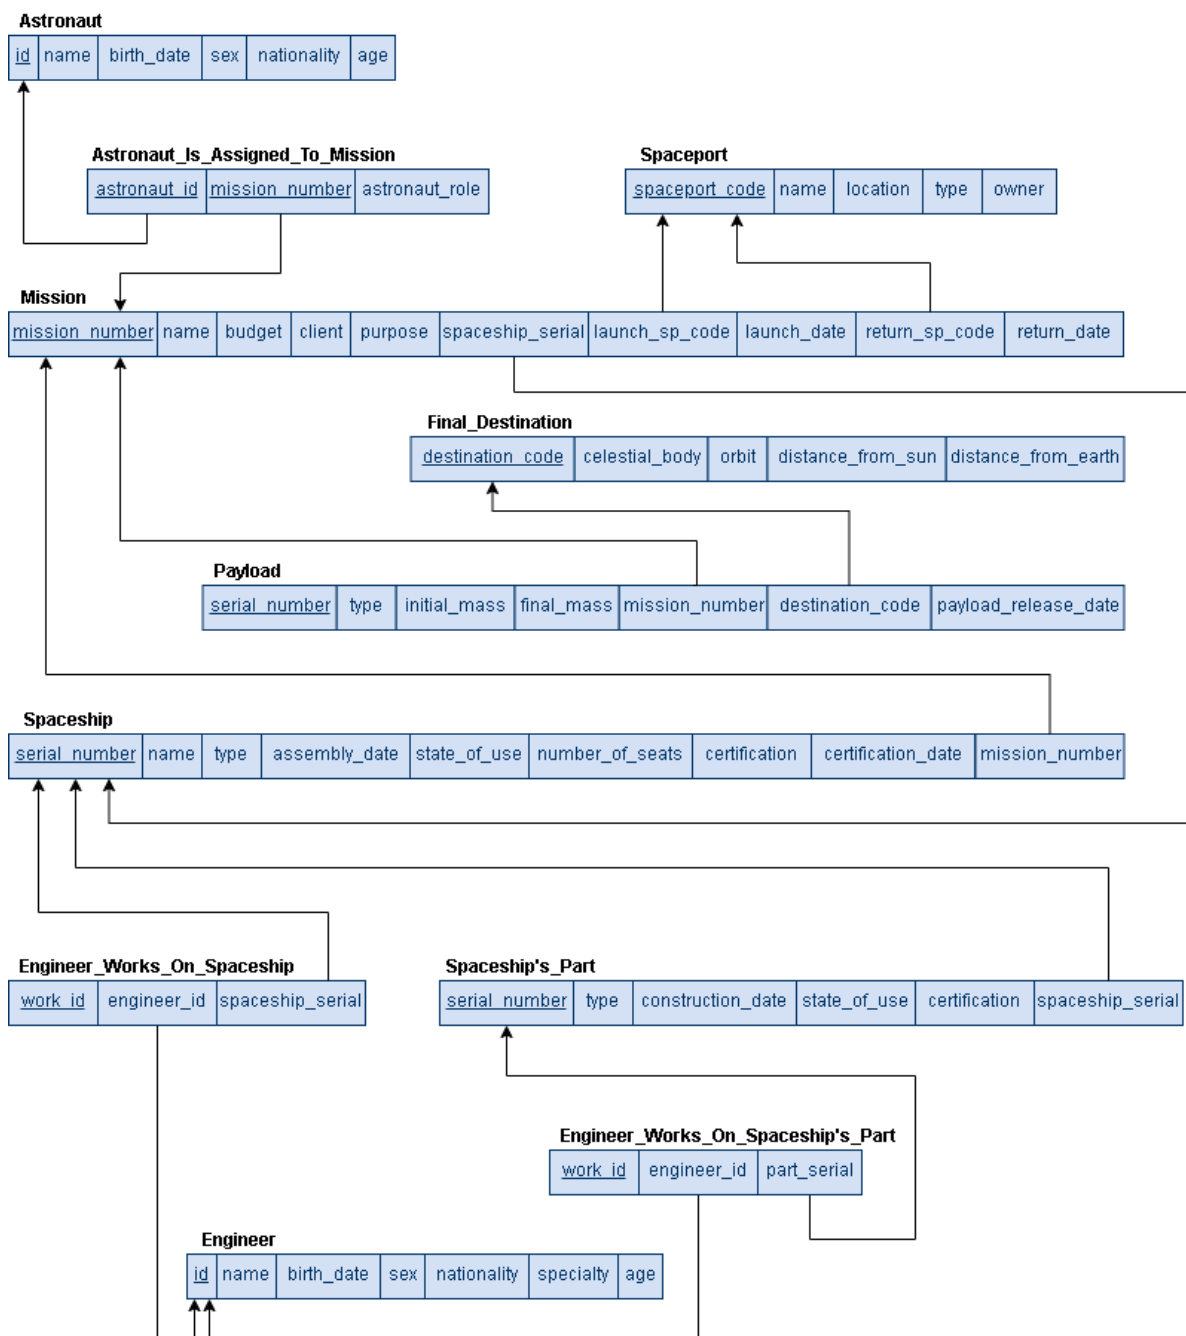 Astronaut
id name birth_date sex nationality age
Astronaut_Is_Assigned_To_Mission
astronaut_id mission_number astronaut_role
Spaceport
spaceport_code name location type owner
Mission
mission_number name budget client purpose spaceship_serial launch_sp_code launch_date return_sp_code return_date
Final_Destination
destination_code celestial_body orbit distance_from_sun distance_from_earth
Payload
serial_number type initial_mass final_mass mission_number destination_code payload_release_date
Spaceship
serial_number name type assembly_date state_of_use number_of_seats certification certification_date mission_number
Engineer_Works_On_Spaceship
work_id engineer_id spaceship_serial
Spaceship's_Part
serial_number type construction_date state_of_use certification spaceship_serial
Engineer_Works_On_Spaceship's_Part
work_id engineer_id part_serial
Engineer
id name birth_date sex nationality specialty age